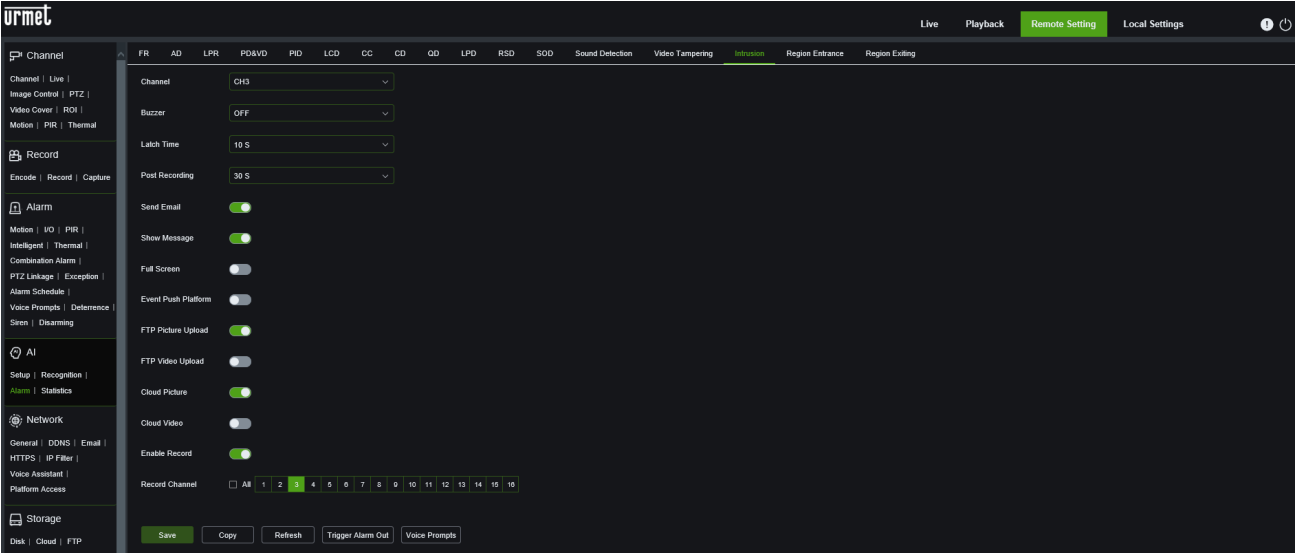 urmet
Live Playback Remote Setting Local Settings
Channel
Channel | Live |
Image Control | PTZ |
Video Cover | ROI |
Motion | PIR | Thermal
Record
Encode | Record | Capture
Alarm
Motion | I/O | PIR |
Intelligent | Thermal |
Combination Alarm |
PTZ Linkage | Exception |
Alarm Schedule |
Voice Prompts | Deterrence |
Siren | Disarming
AI
Setup | Recognition |
Alarm | Statistics
Network
General | DDNS | Email |
HTTPS | IP Filter |
Voice Assistant |
Platform Access
Storage
Disk | Cloud | FTP
FR AD LPR PD&VD PID LCD CC CD QD LPD RSD SOD Sound Detection Video Tampering Intrusion Region Entrance Region Exiting
Channel CH3
Buzzer OFF
Latch Time 10 S
Post Recording 30 S
Send Email
Show Message
Full Screen
Event Push Platform
FTP Picture Upload
FTP Video Upload
Cloud Picture
Cloud Video
Enable Record
Record Channel All 1 2 3 4 5 6 7 8 9 10 11 12 13 14 15 16
Save Copy Refresh Trigger Alarm Out Voice Prompts